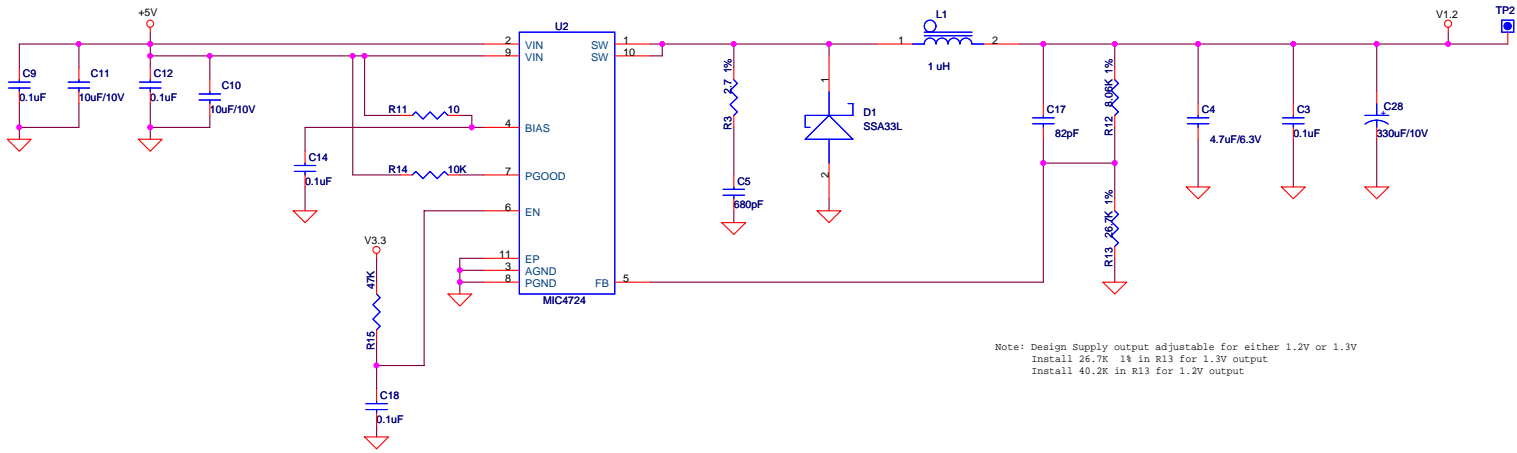 +5V
U2
L1
V1.2
TP2
2 VIN
9 VIN
SW 1
SW 10
1 2
1 uH
C9
0.1uF
C11
10uF/10V
C12
0.1uF
C10
10uF/10V
R11 10
4 BIAS
C14
0.1uF
R14 10K
7 PGOOD
6 EN
R3 2.7 1%
C5
680pF
1
D1
SSA33L
2
C17
82pF
R12 8.06K 1%
C4
4.7uF/6.3V
C3
0.1uF
C28
+
330uF/10V
R13 26.7K 1%
V3.3
47K
R15
C18
0.1uF
11 EP
3 AGND
8 PGND
FB 5
MIC4724
Note: Design Supply output adjustable for either 1.2V or 1.3V
Install 26.7K 1% in R13 for 1.3V output
Install 40.2K in R13 for 1.2V output